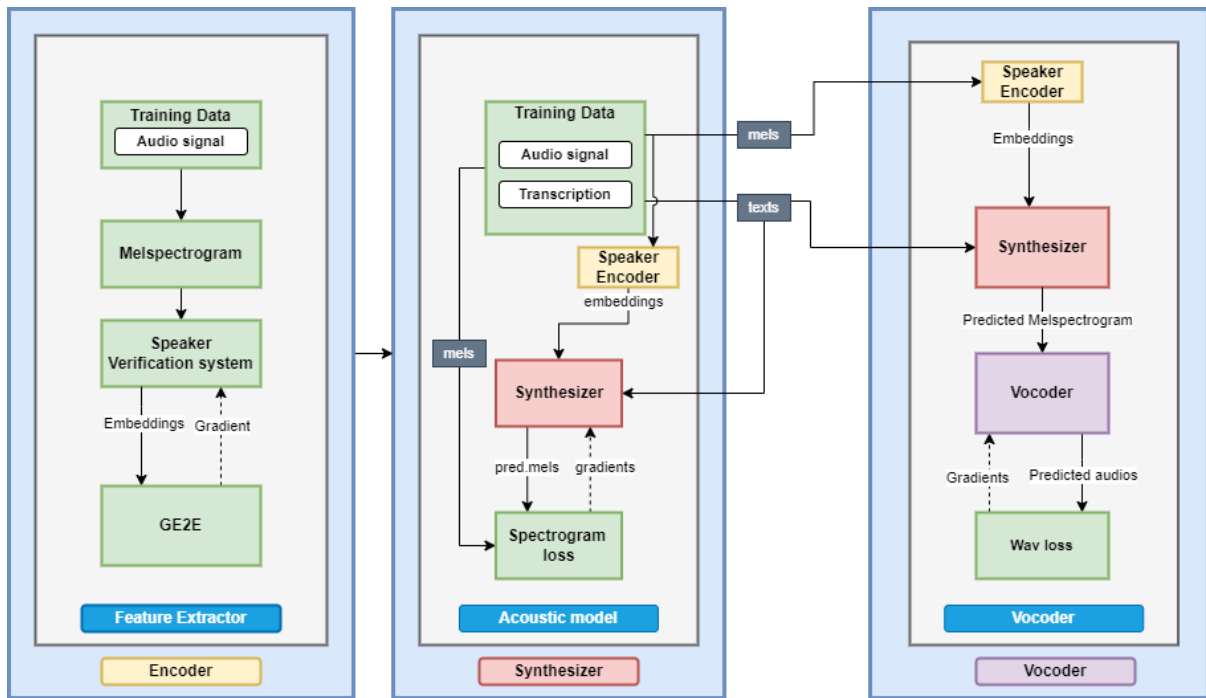 Training Data
Audio signal
Melspectrogram
Speaker
Verification system
Embeddings
Gradient
GE2E
Feature Extractor
Encoder
Training Data
Audio signal
Transcription
mels
texts
Speaker
Encoder
embeddings
mels
Synthesizer
pred.mels
gradients
Spectrogram
loss
Acoustic model
Synthesizer
Speaker
Encoder
Embeddings
Synthesizer
Predicted Melspectrogram
Vocoder
Gradients
Predicted audios
Wav loss
Vocoder
Vocoder